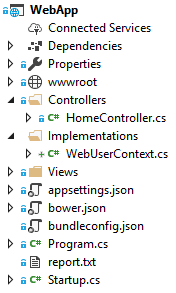 WebApp
Connected Services
Dependencies
Properties
wwwroot
Controllers
C# HomeController.cs
Implementations
C# WebUserContext.cs
Views
appsettings.json
bower.json
bundleconfig.json
C# Program.cs
report.txt
C# Startup.cs